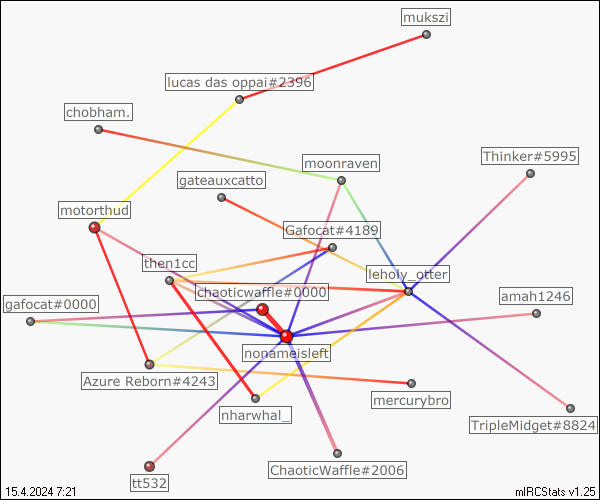 mukszi
lucas das oppai#2396
chobham.
Thinker#5995
moonraven
gateauxcatto
motorthud
Gafocat#4189
then1cc
leholy_otter
chaoticwaffle#0000
gafocat#0000
amah1246
nonameisleft
Azure Reborn#4243
mercurybro
nharwhal_
TripleMidget#8824
ChaoticWaffle#2006
tt532
15.4.2024 7:21
mIRCStats v1.25